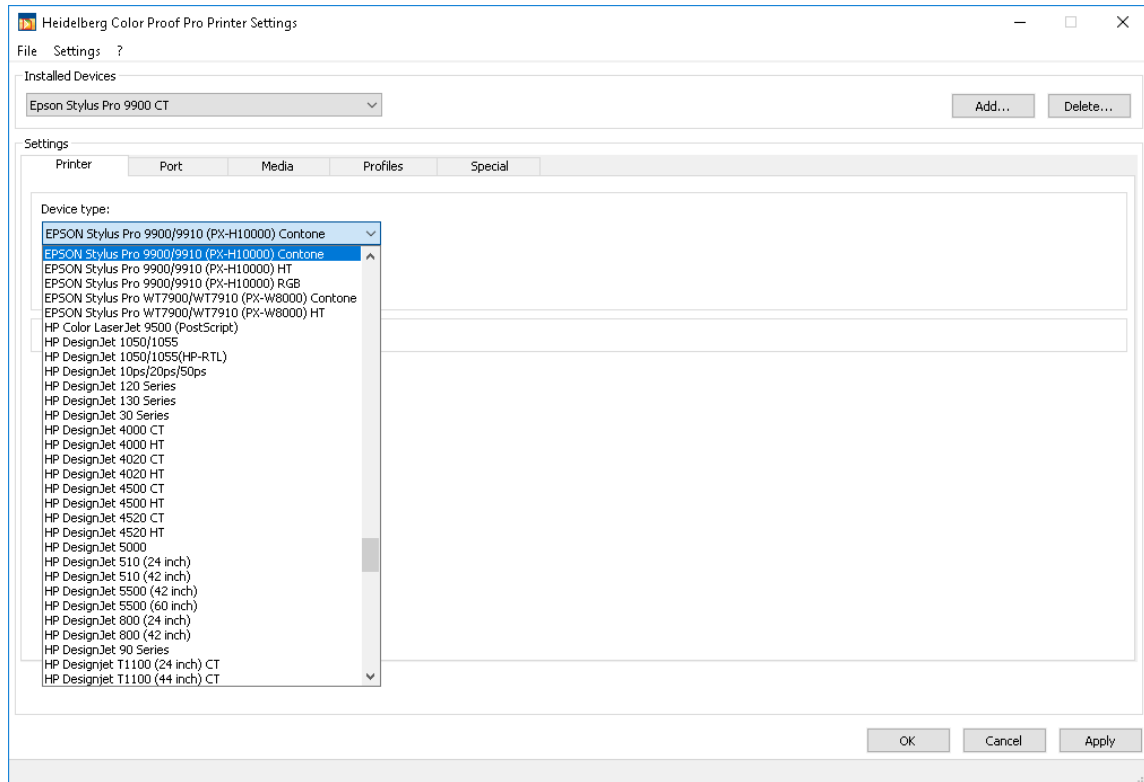 Heidelberg Color Proof Pro Printer Settings
File Settings ?
Installed Devices
Epson Stylus Pro 9900 CT
Add... Delete...
Settings
Printer Port Media Profiles Special
Device type:
EPSON Stylus Pro 9900/9910 (PX-H10000) Contone
EPSON Stylus Pro 9900/9910 (PX-H10000) Contone
EPSON Stylus Pro 9900/9910 (PX-H10000) HT
EPSON Stylus Pro 9900/9910 (PX-H10000) RGB
EPSON Stylus Pro WT7900/WT7910 (PX-W8000) Contone
EPSON Stylus Pro WT7900/WT7910 (PX-W8000) HT
HP Color LaserJet 9500 (PostScript)
HP DesignJet 1050/1055
HP DesignJet 1050/1055(HP-RTL)
HP DesignJet 10ps/20ps/50ps
HP DesignJet 120 Series
HP DesignJet 130 Series
HP DesignJet 30 Series
HP DesignJet 4000 CT
HP DesignJet 4000 HT
HP DesignJet 4020 CT
HP DesignJet 4020 HT
HP DesignJet 4500 CT
HP DesignJet 4500 HT
HP DesignJet 4520 CT
HP DesignJet 4520 HT
HP DesignJet 5000
HP DesignJet 510 (24 inch)
HP DesignJet 510 (42 inch)
HP DesignJet 5500 (42 inch)
HP DesignJet 5500 (60 inch)
HP DesignJet 800 (24 inch)
HP DesignJet 800 (42 inch)
HP DesignJet 90 Series
HP Designjet T1100 (24 inch) CT
HP Designjet T1100 (44 inch) CT
OK Cancel Apply